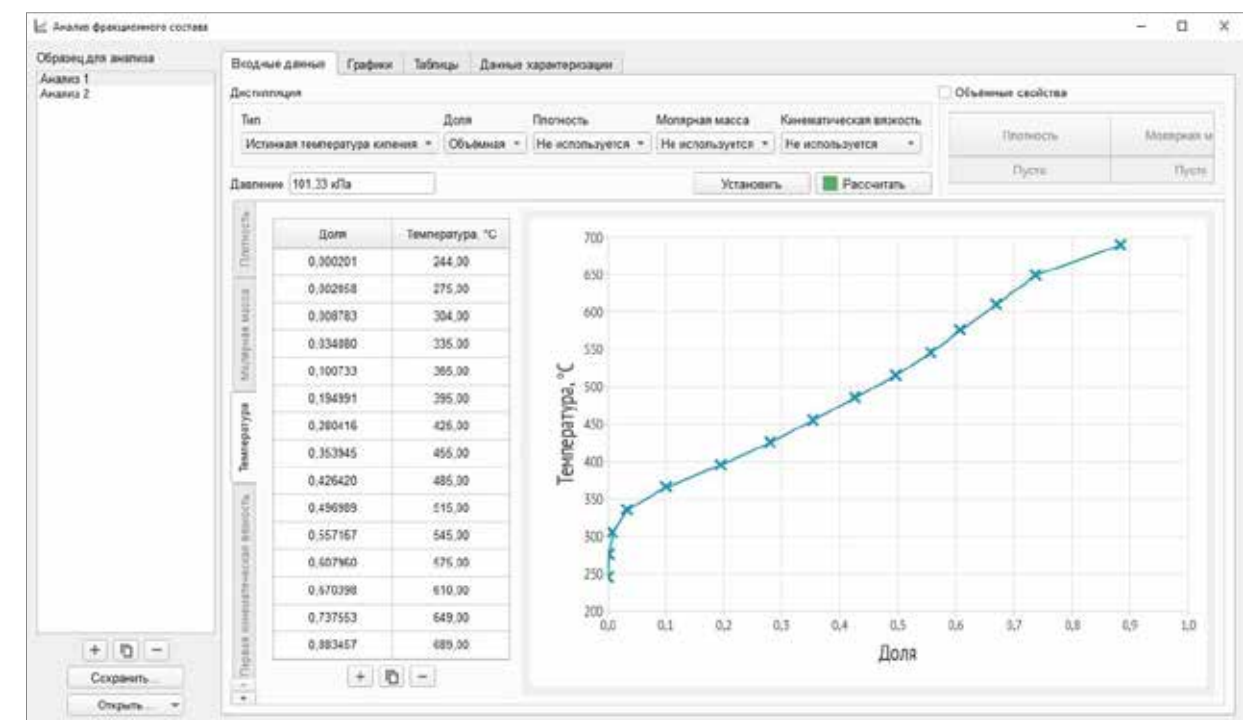 Анализ фракционного состава
Образец для анализа
Анализ 1
Анализ 2
Входные данные Графики Таблицы Данные характеризации
Дистилляция
Объёмные свойства
Тип Доля Плотность Молярная масса Кинематическая вязкость
Истинная температура кипения Объёмная Не используется Не используется Не используется
Плотность Молярная м
Пусто Пусто
Давление 101.33 кПа Установить Рассчитать
Плотность
Молярная масса
Температура
Первая кинематическая вязкость
Доля Температура, °C
0,000201 244,00
275,00
0,008783 304,00
335,00
0,100733 365,00
0,194991 395,00
0,280416 426,00
0,353945 455,00
0,426420 485,00
0,496989 515,00
0,557167 545,00
0,607960 575,00
0,670398 610,00
0,737553 649,00
0,883457 689,00
Температура, °C
700
650
600
550
500
450
400
350
300
250
200
0,0 0,1 0,2 0,3 0,4 0,5 0,6 0,7 0,8 0,9 1,0
Доля
Сохранить...
Открыть ...